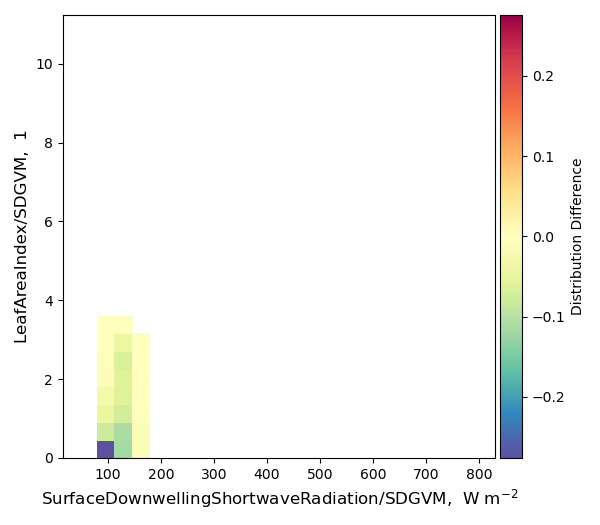 10
8
6
4
2
0
LeafAreaIndex/SDGVM,  1
100 200 300 400 500 600 700 800
SurfaceDownwellingShortwaveRadiation/SDGVM,  W m⁻²
0.2
0.1
0.0
−0.1
−0.2
Distribution Difference